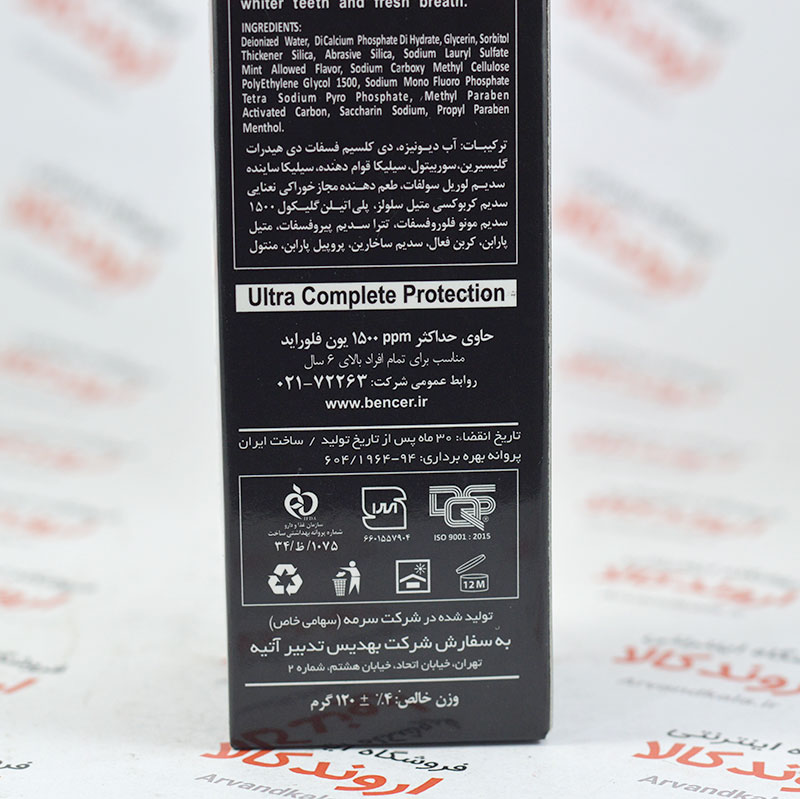 whiter teeth and fresh breath.
INGREDIENTS:
Deionized Water, DiCalcium Phosphate Di Hydrate, Glycerin, Sorbitol
Thickener Silica, Abrasive Silica, Sodium Lauryl Sulfate
Mint Allowed Flavor, Sodium Carboxy Methyl Cellulose
PolyEthylene Glycol 1500, Sodium Mono Fluoro Phosphate
Tetra Sodium Pyro Phosphate, Methyl Paraben
Activated Carbon, Saccharin Sodium, Propyl Paraben
Menthol.
ترکیبات: آب دیونیزه، دی کلسیم فسفات دی هیدرات
گلیسیرین، سوربیتول، سیلیکا قوام دهنده، سیلیکا ساینده
سدیم لوریل سولفات، طعم دهنده مجاز خوراکی نعنایی
سدیم کربوکسی متیل سلولز، پلی اتیلن گلیکول ۱۵۰۰
سدیم مونو فلوروفسفات، تترا سدیم پیروفسفات، متیل
پارابن، کربن فعال، سدیم ساخارین، پروپیل پارابن، منتول
Ultra Complete Protection
حاوی حداکثر ۱۵۰۰ ppm یون فلوراید
مناسب برای تمام افراد بالای ۶ سال
روابط عمومی شرکت: ۷۲۲۶۳-۰۲۱
www.bencer.ir
تاریخ انقضاء: ۳۰ ماه پس از تاریخ تولید / ساخت ایران
پروانه بهره برداری: ۹۴-۶۰۴/۱۹۶۴
DQS
ISO 9001 : 2015
۶۶۰۱۵۵۷۹۰۴
سازمان غذا و دارو
شماره پروانه بهداشتی ساخت
۳۴/ظ/۱۰۷۵
12M
تولید شده در شرکت سرمه (سهامی خاص)
به سفارش شرکت بهدیس تدبیر آتیه
تهران، خیابان اتحاد، خیابان هشتم، شماره ۲
وزن خالص: ۴٪ ± ۱۲۰ گرم
فروشگاه اینترنتی
اروند کالا
Arvandkala.ir